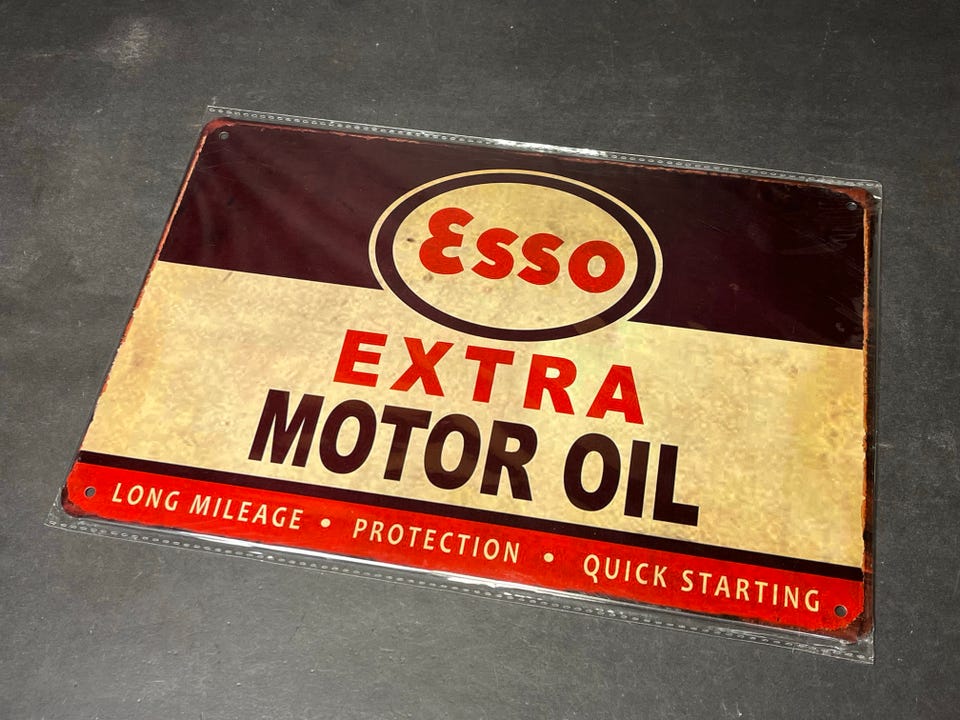 Esso
EXTRA
MOTOR OIL
LONG MILEAGE • PROTECTION • QUICK STARTING